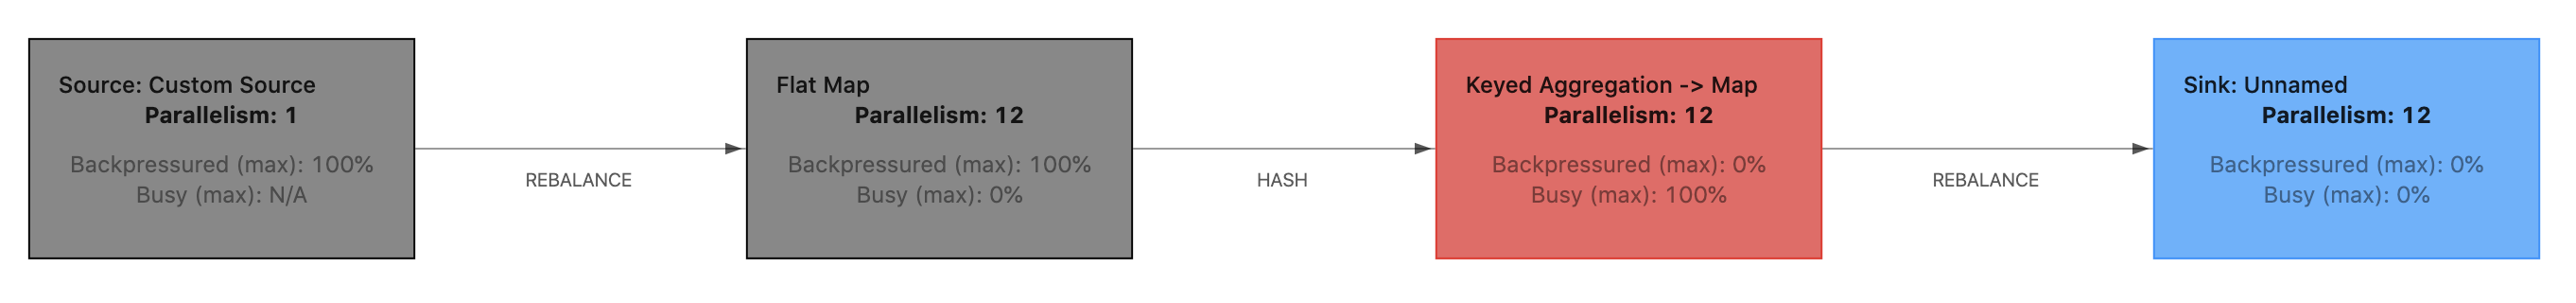 Source: Custom Source
Parallelism: 1
Backpressured (max): 100%
Busy (max): N/A
REBALANCE
Flat Map
Parallelism: 12
Backpressured (max): 100%
Busy (max): 0%
HASH
Keyed Aggregation -> Map
Parallelism: 12
Backpressured (max): 0%
Busy (max): 100%
REBALANCE
Sink: Unnamed
Parallelism: 12
Backpressured (max): 0%
Busy (max): 0%